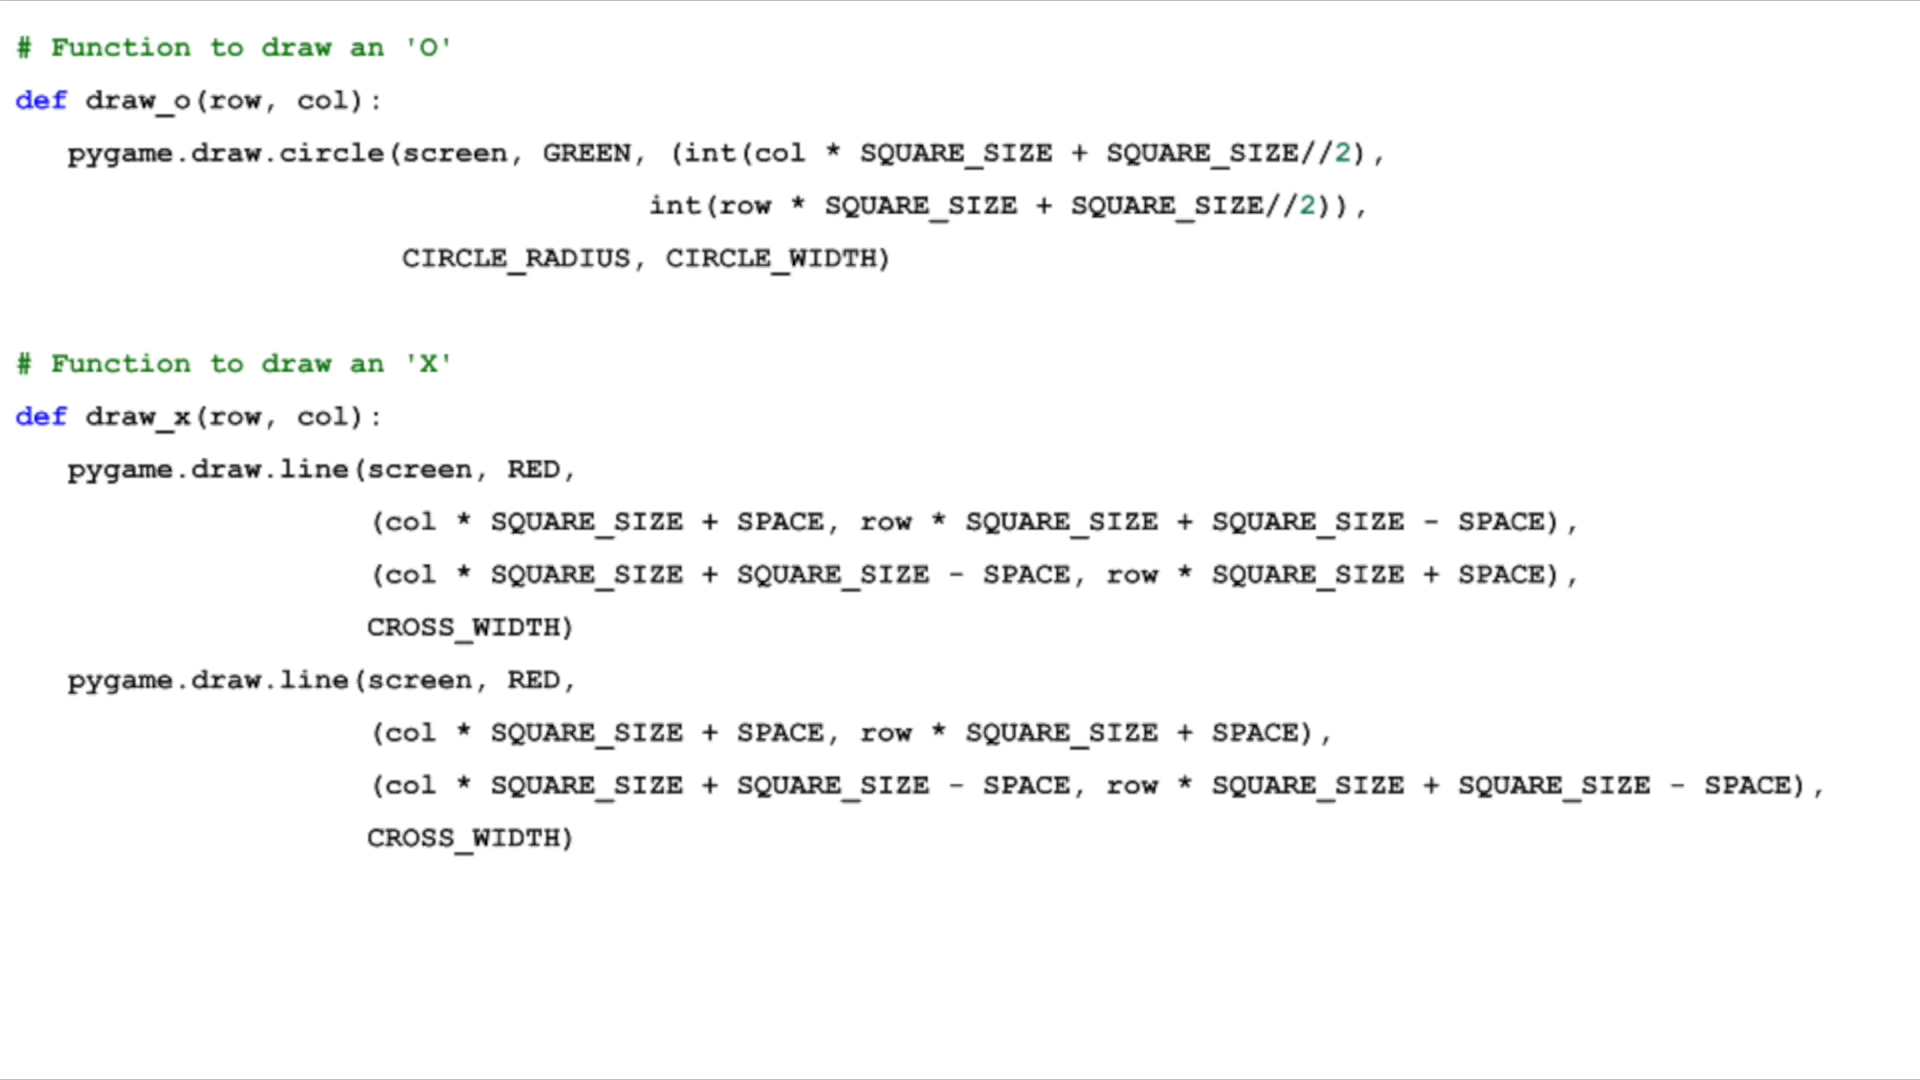 # Function to draw an 'O'
def draw_o(row, col):
   pygame.draw.circle(screen, GREEN, (int(col * SQUARE_SIZE + SQUARE_SIZE//2),
                                    int(row * SQUARE_SIZE + SQUARE_SIZE//2)),
                      CIRCLE_RADIUS, CIRCLE_WIDTH)
# Function to draw an 'X'
def draw_x(row, col):
   pygame.draw.line(screen, RED,
                    (col * SQUARE_SIZE + SPACE, row * SQUARE_SIZE + SQUARE_SIZE - SPACE),
                    (col * SQUARE_SIZE + SQUARE_SIZE - SPACE, row * SQUARE_SIZE + SPACE),
                    CROSS_WIDTH)
   pygame.draw.line(screen, RED,
                    (col * SQUARE_SIZE + SPACE, row * SQUARE_SIZE + SPACE),
                    (col * SQUARE_SIZE + SQUARE_SIZE - SPACE, row * SQUARE_SIZE + SQUARE_SIZE - SPACE),
                    CROSS_WIDTH)